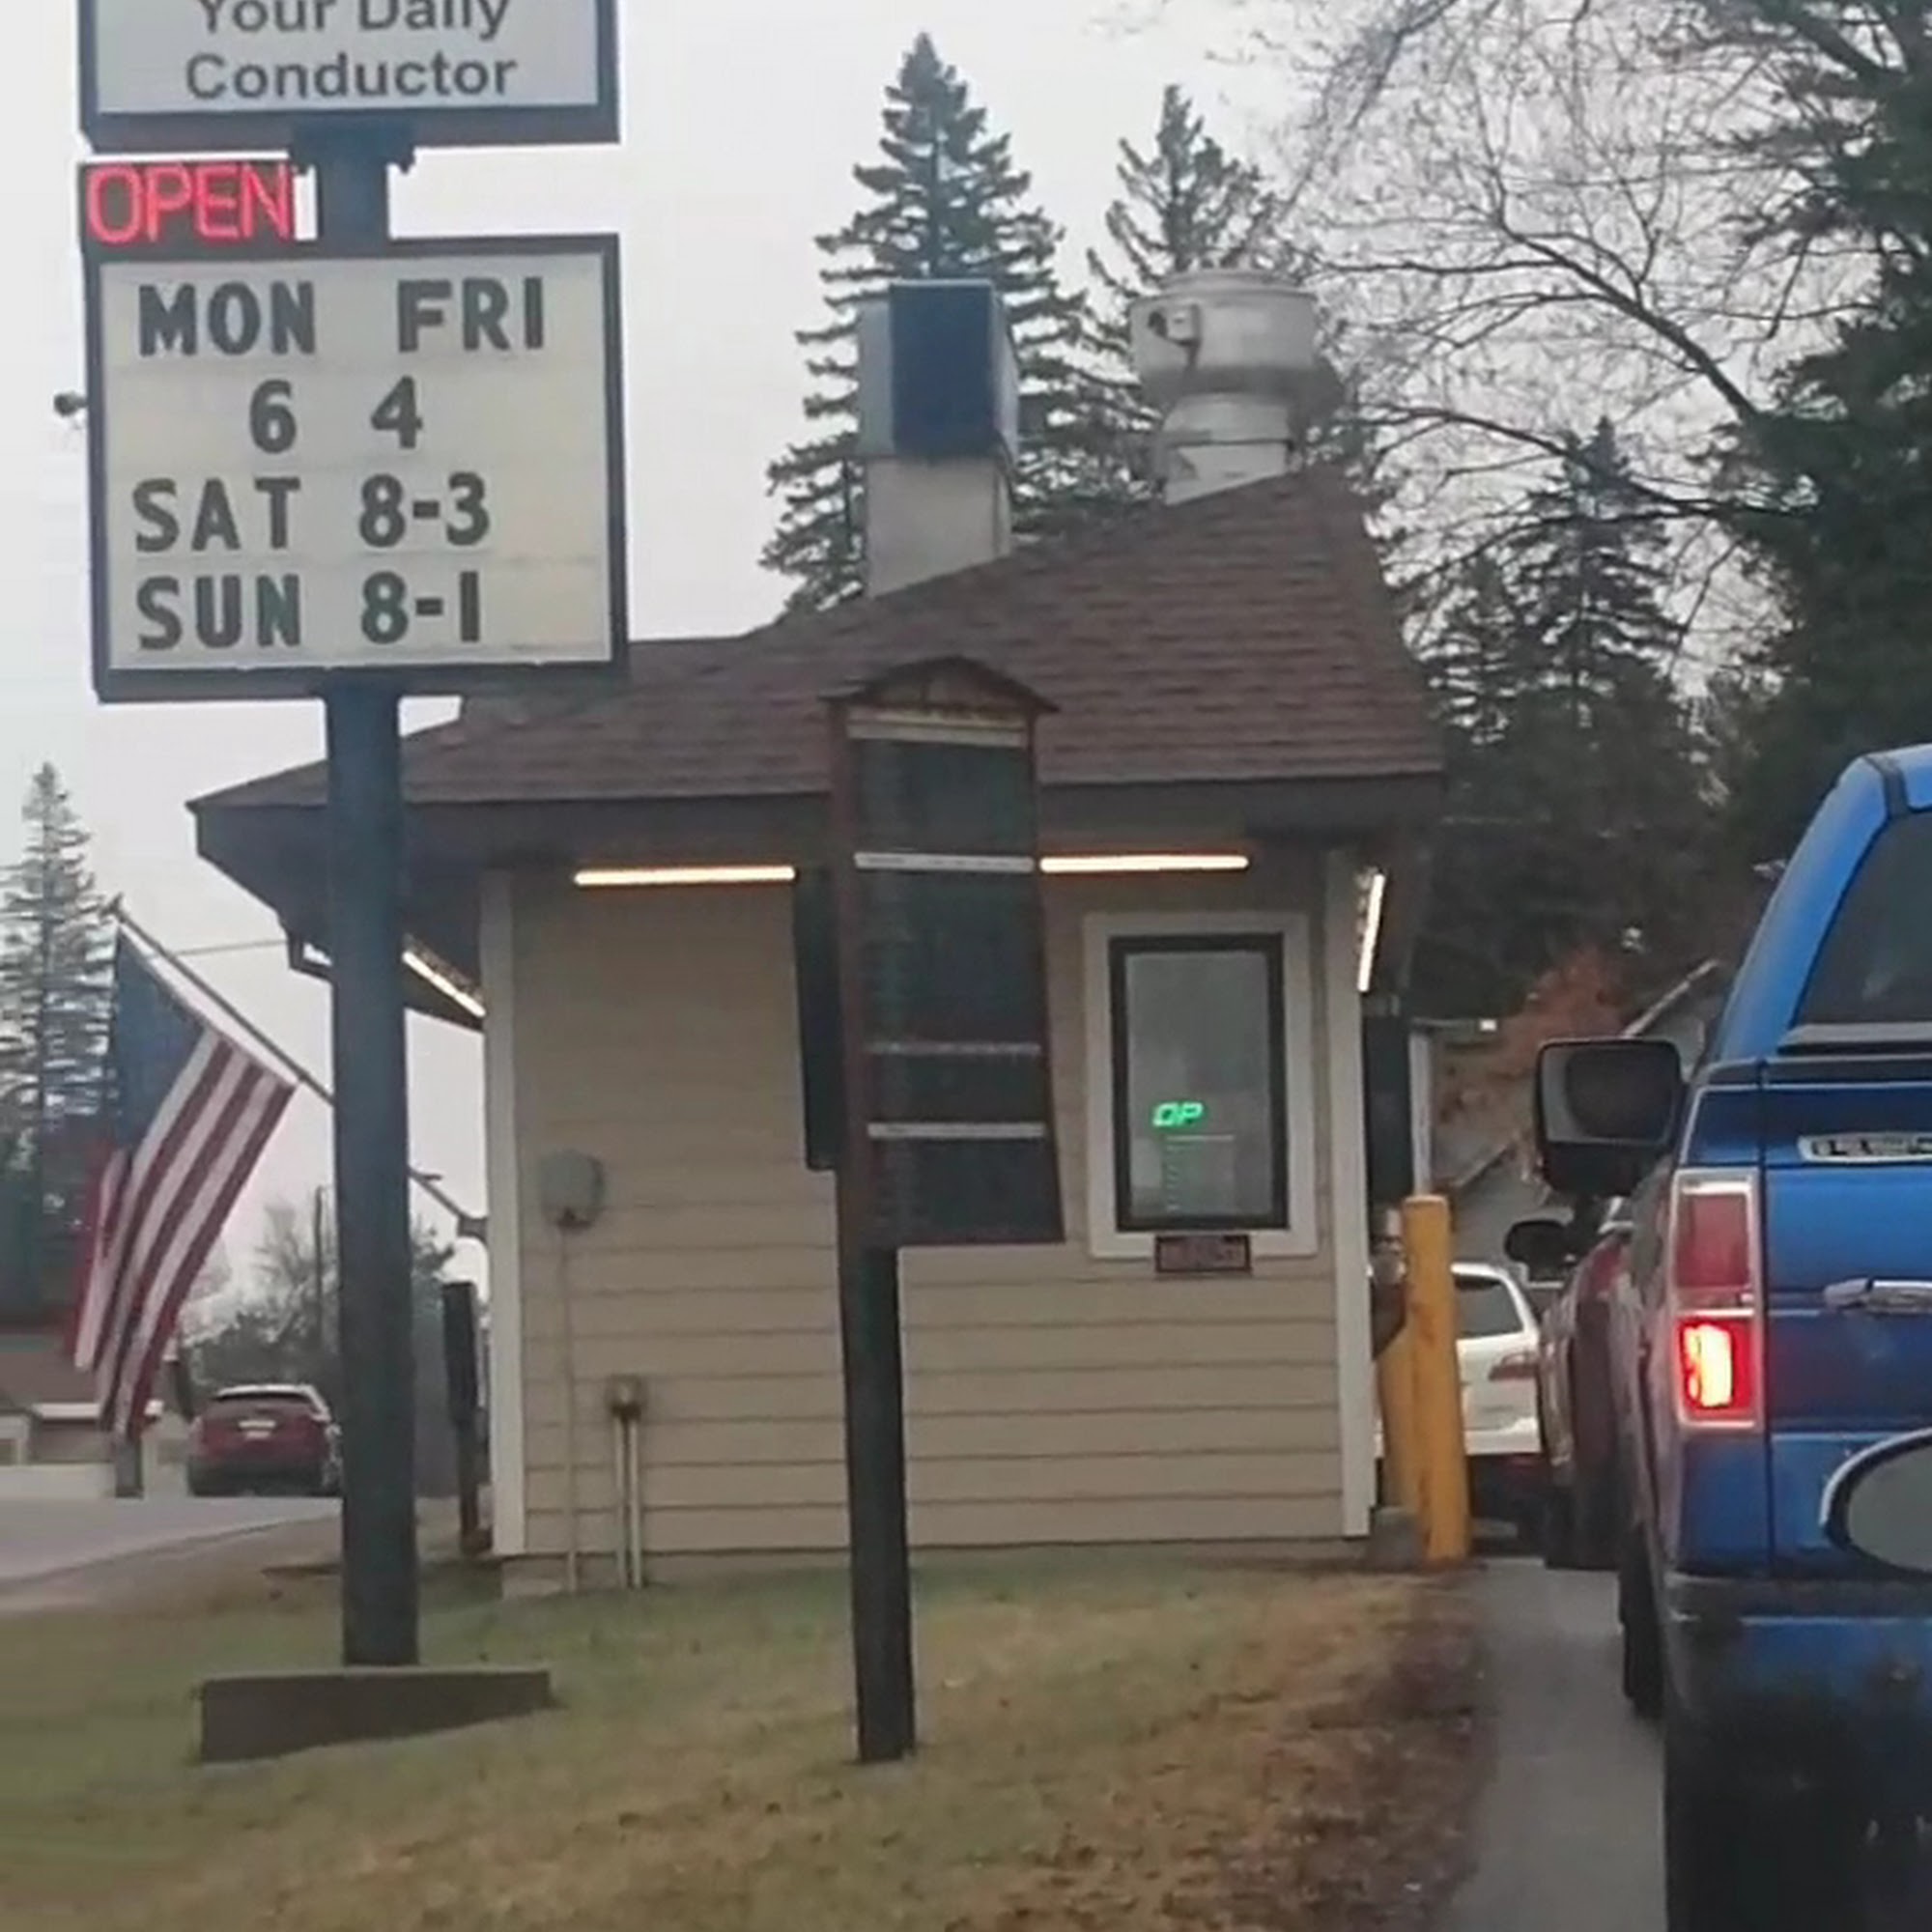 Your Daily
Conductor
OPEN
MON FRI
6 4
SAT 8-3
SUN 8-1
OP